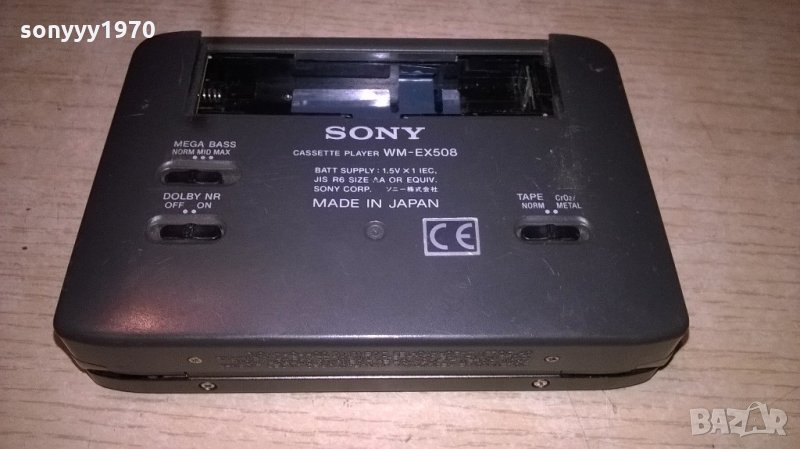 sonyyy1970
SONY
CASSETTE PLAYER WM-EX508
MEGA BASS
NORM MID MAX
BATT SUPPLY : 1.5V X 1 IEC,
JIS R6 SIZE AA OR EQUIV.
SONY CORP. ソニー株式会社
MADE IN JAPAN
DOLBY NR
OFF ON
TAPE CrO2/
NORM METAL
CE
BAZAR